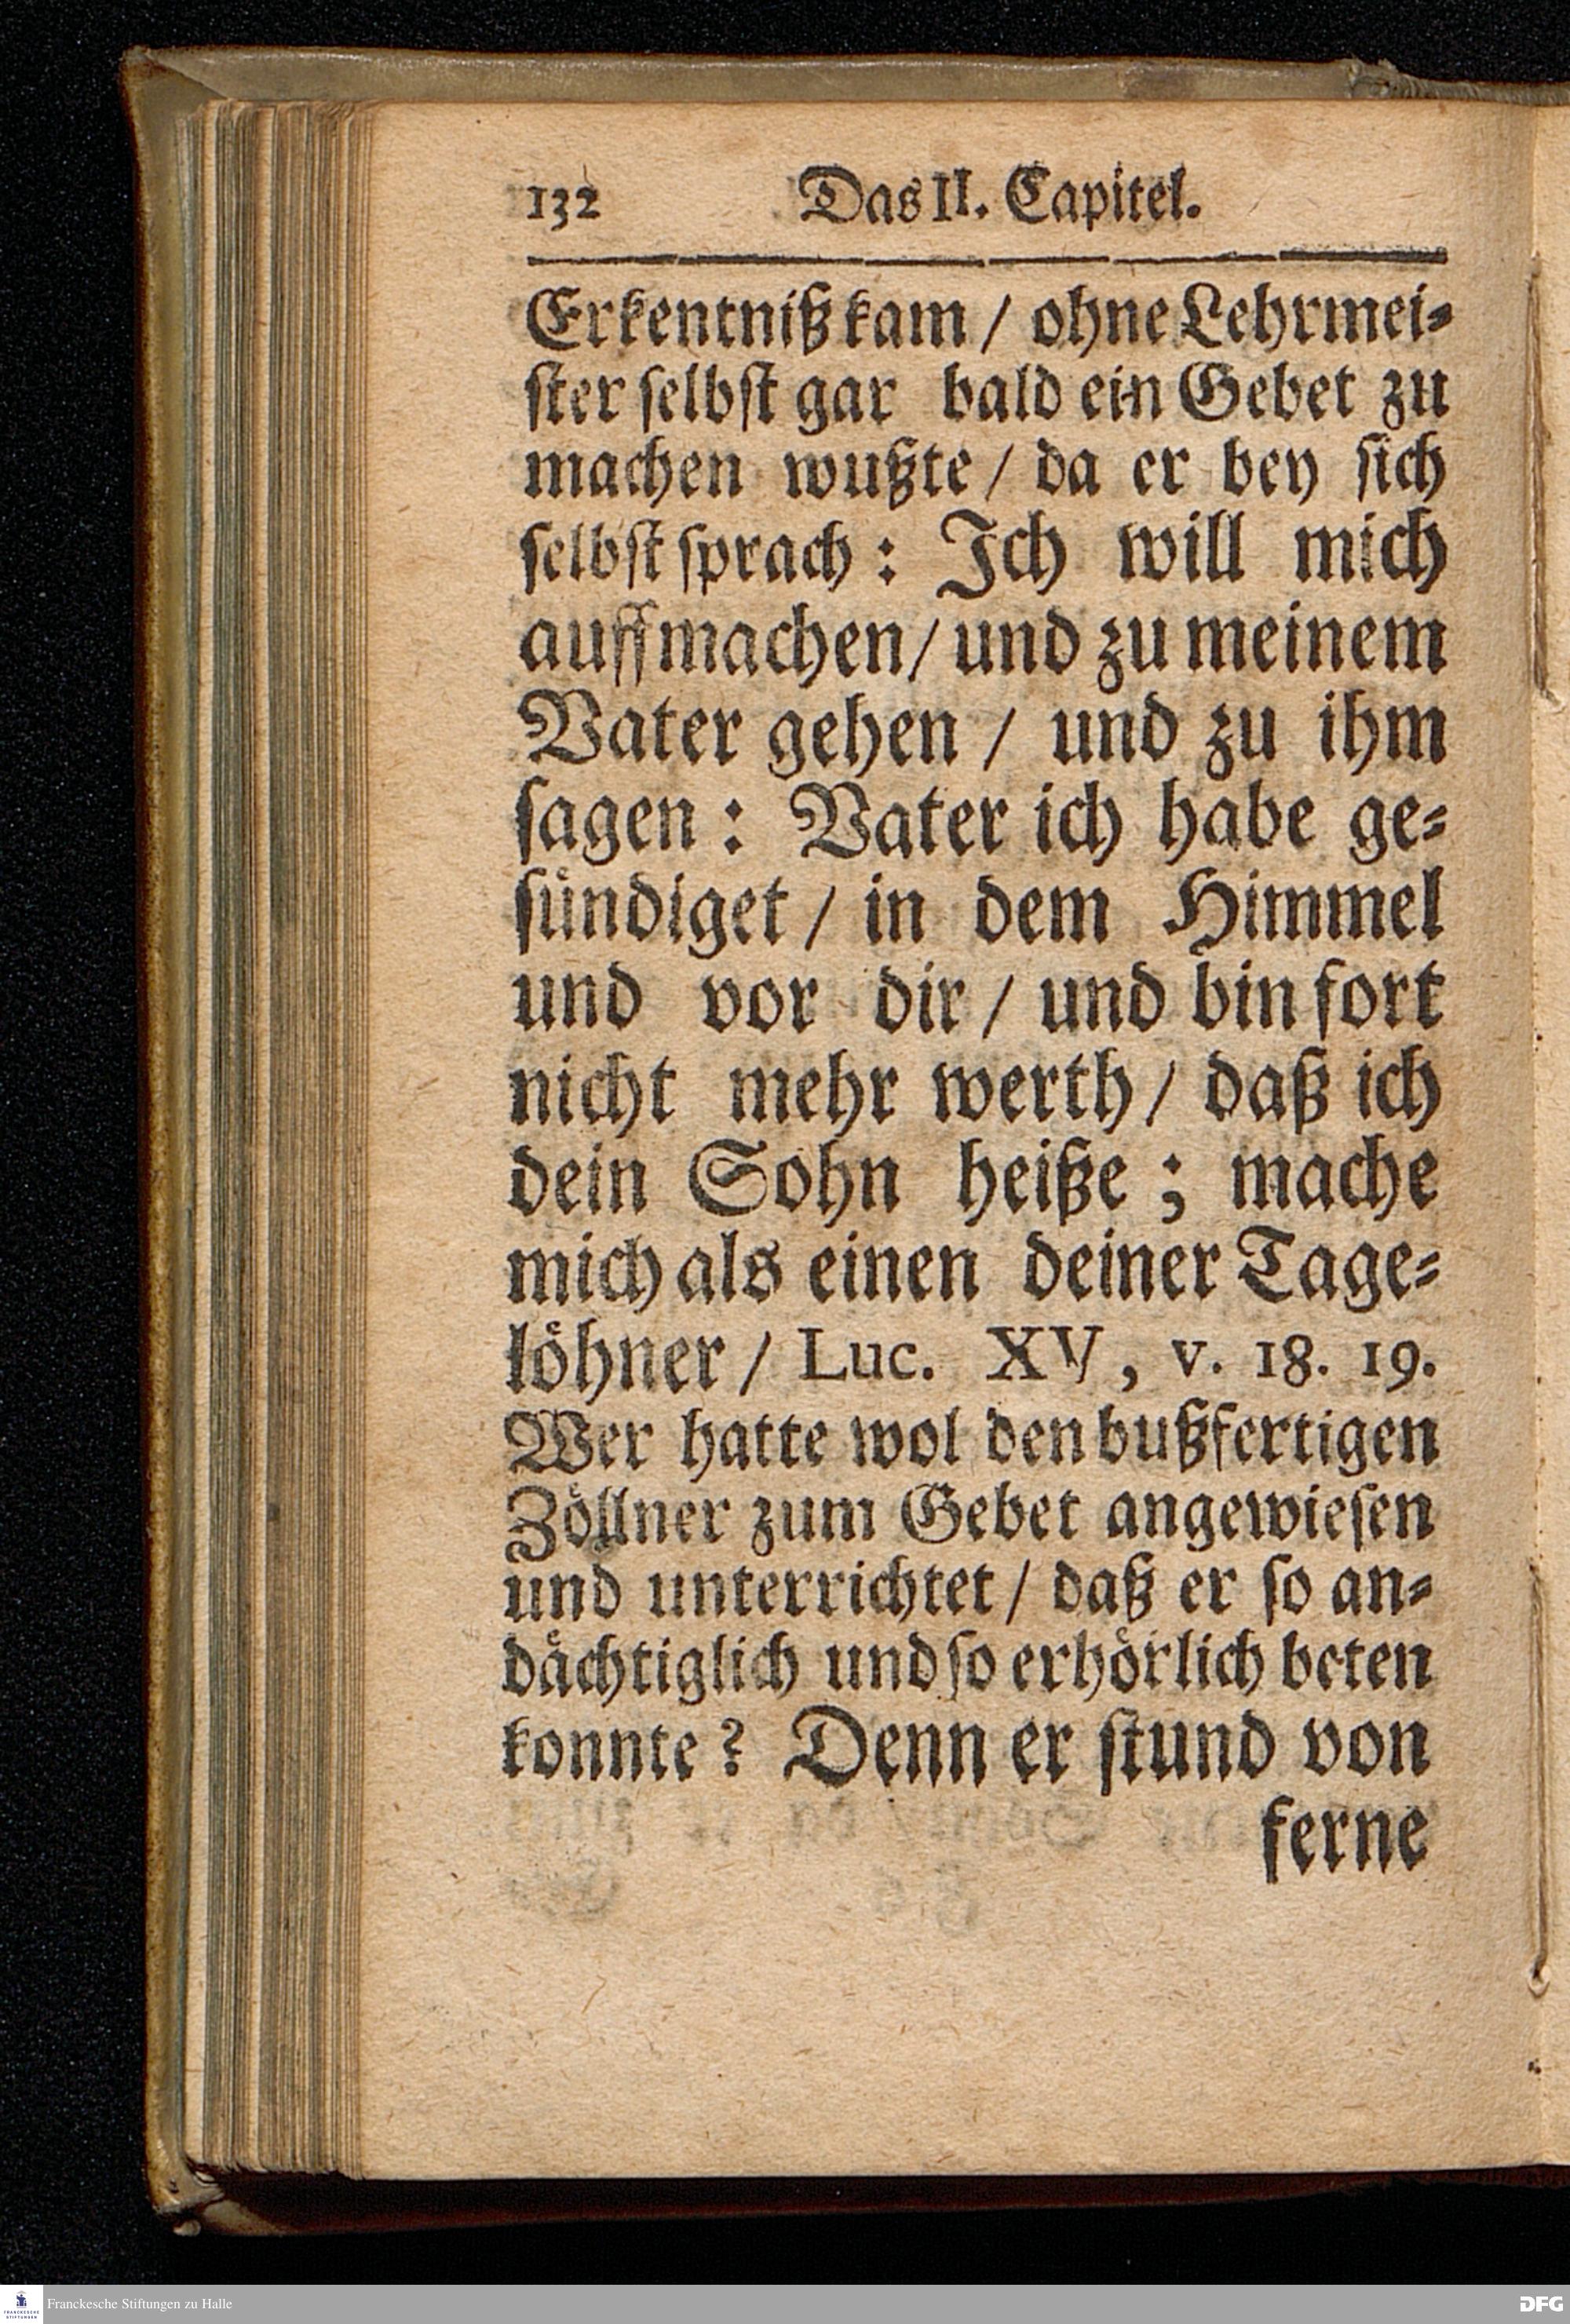 132 Das II. Capitel.
Erkentniß kam / ohne Lehrmei⸗
ster selbst gar bald ein Gebet zu
machen wußte / da er bey sich
selbst sprach: Ich will mich
auffmachen / und zu meinem
Vater gehen / und zu ihm
sagen: Vater ich habe ge⸗
sündiget / in dem Himmel
und vor dir / und bin fort
nicht mehr werth / daß ich
dein Sohn heiße; mache
mich als einen deiner Tage⸗
löhner / Luc. XV, v. 18. 19.
Wer hatte wol den bußfertigen
Zöllner zum Gebet angewiesen
und unterrichtet / daß er so an⸗
dächtiglich und so erhörlich beten
konnte? Denn er stund von
ferne
FRANCKESCHE STIFTUNGEN
Franckesche Stiftungen zu Halle
DFG